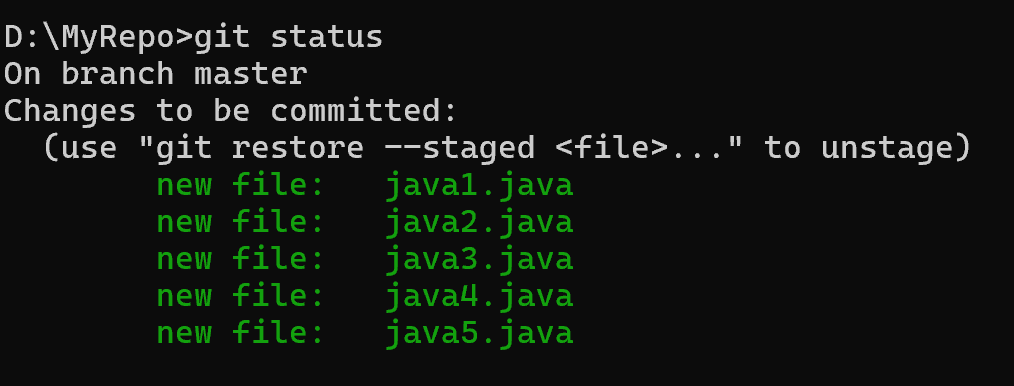 D:\MyRepo>git status
On branch master
Changes to be committed:
  (use "git restore --staged <file>..." to unstage)
        new file:   java1.java
        new file:   java2.java
        new file:   java3.java
        new file:   java4.java
        new file:   java5.java